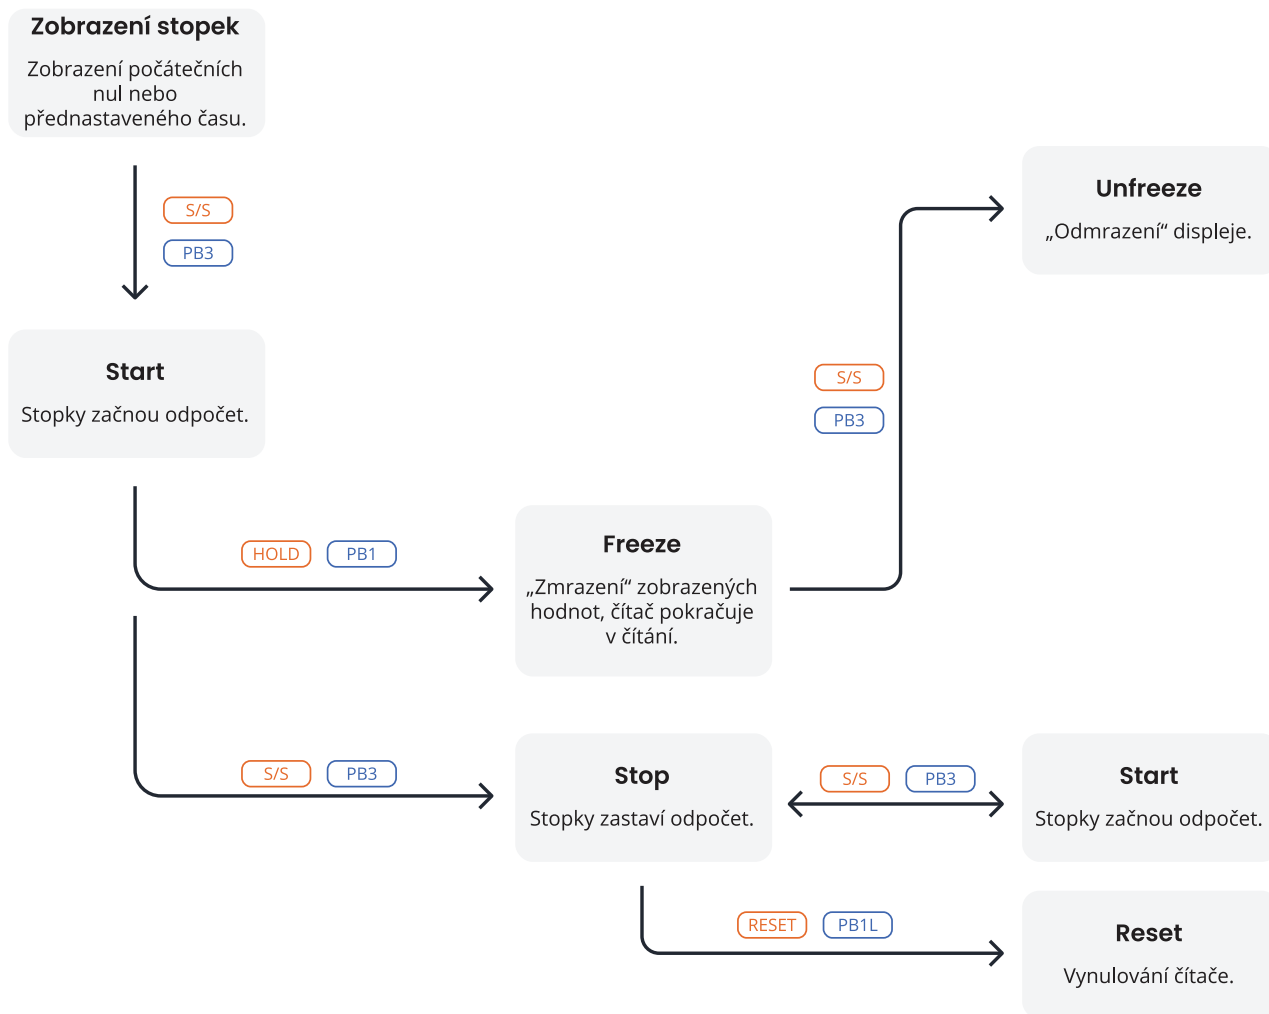 Zobrazení stopek
Zobrazení počátečních
nul nebo
přednastaveného času.
S/S
PB3
Unfreeze
„Odmrazení“ displeje.
Start
Stopky začnou odpočet.
S/S
PB3
HOLD PB1
Freeze
„Zmrazení“ zobrazených
hodnot, čítač pokračuje
v čítání.
S/S PB3
Stop
Stopky zastaví odpočet.
S/S PB3
Start
Stopky začnou odpočet.
RESET PB1L
Reset
Vynulování čítače.